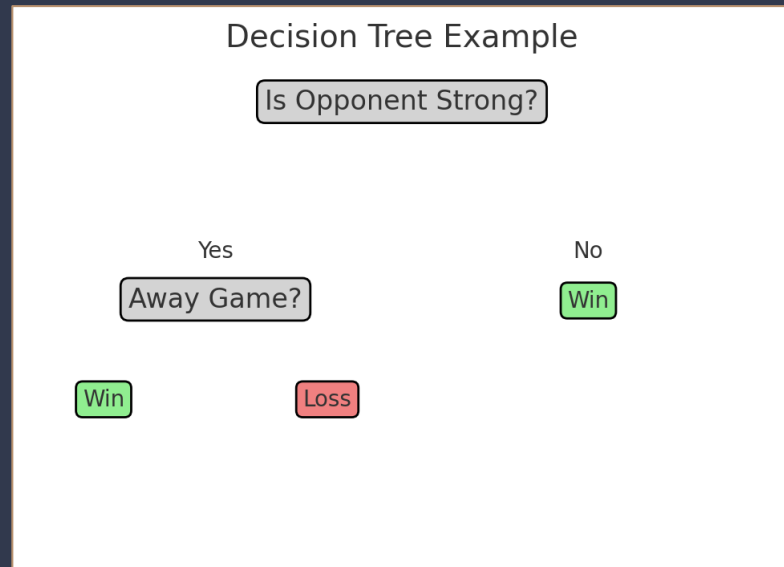 Decision Tree Example
Is Opponent Strong?
Yes
No
Away Game?
Win
Win
Loss